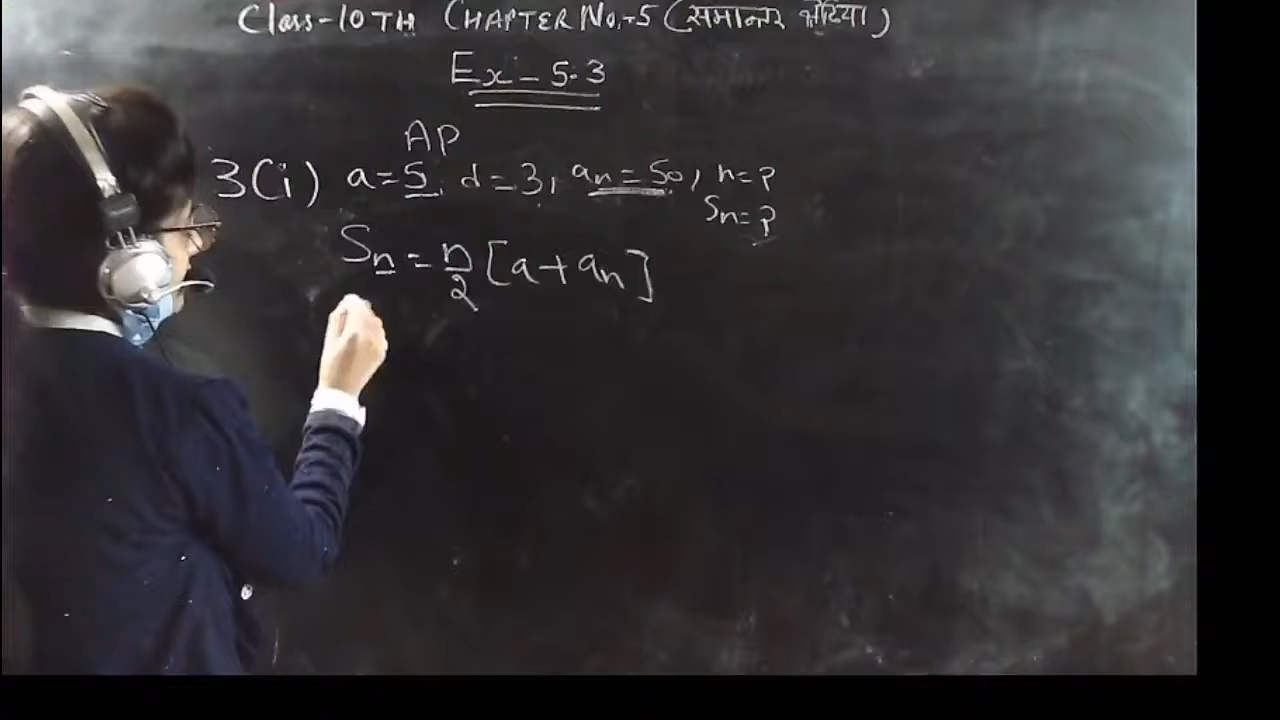 Class-10TH CHAPTER No.-5 (समान्तर श्रेढियां)
Ex-5.3
AP
3(i) a=5, d=3, an=50, n=?
Sn=?
Sn=n/2[a+an]